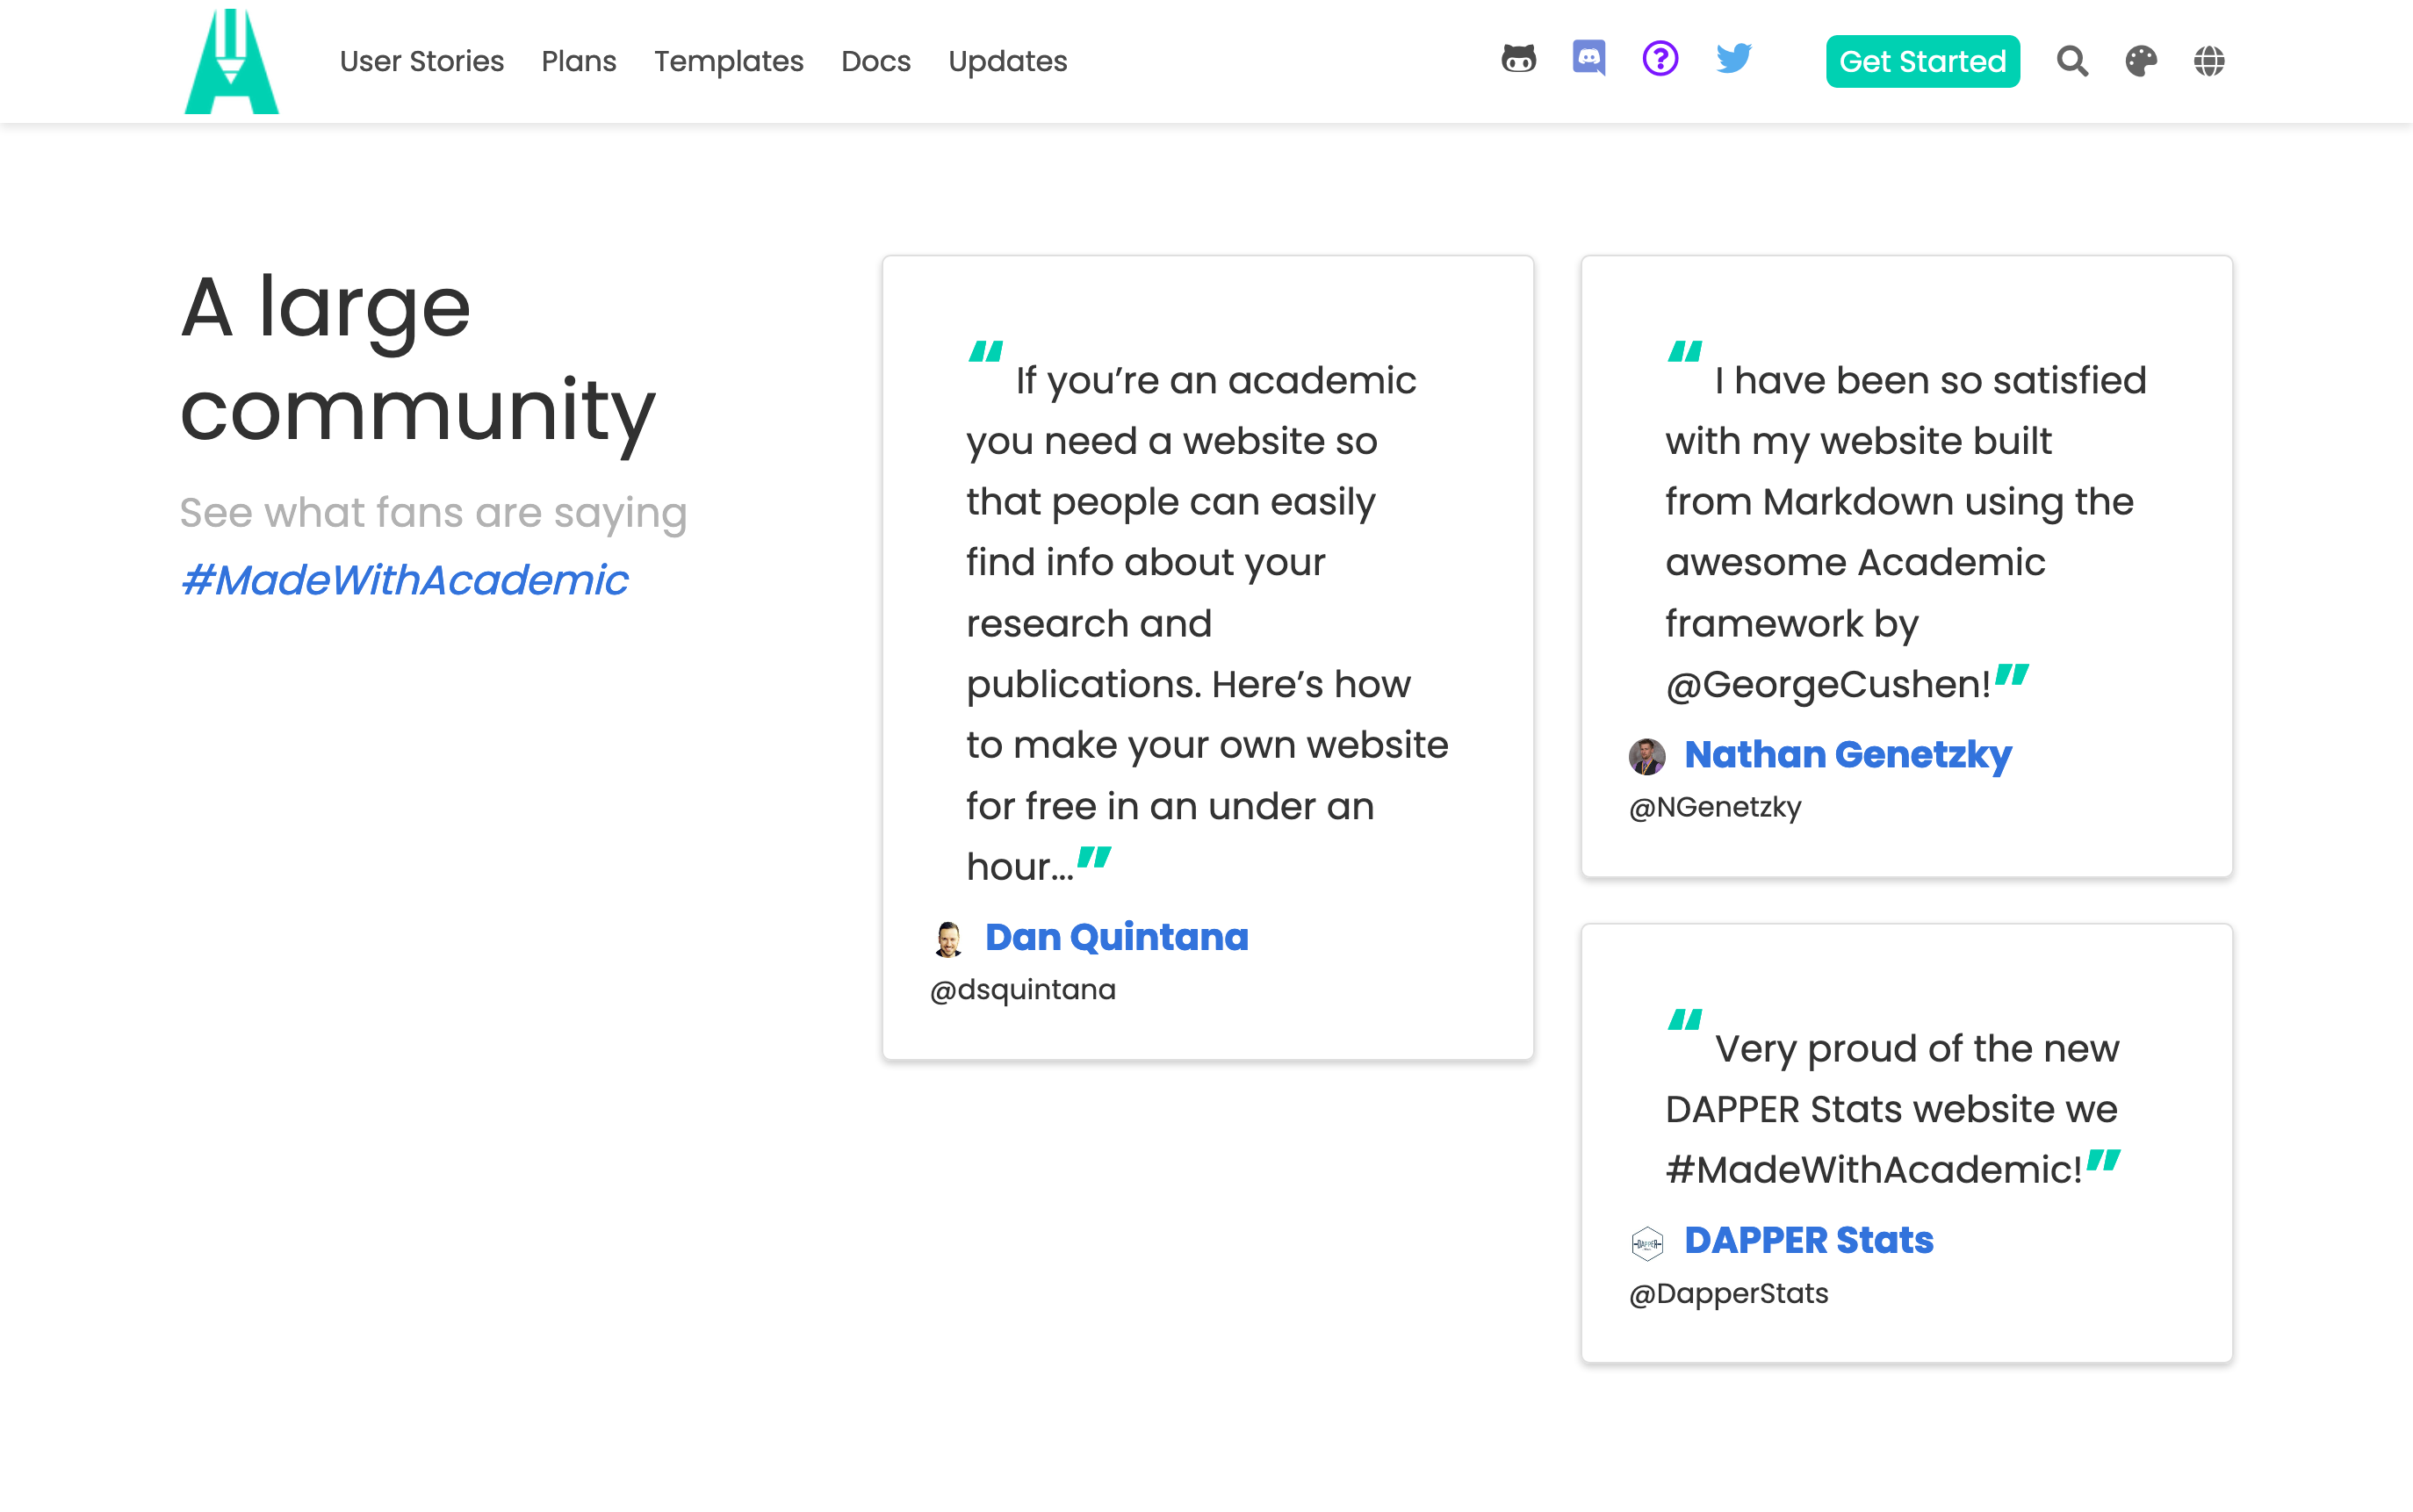 User Stories Plans Templates Docs Updates
Get Started
A large
community
See what fans are saying
#MadeWithAcademic
“ If you’re an academic
you need a website so
that people can easily
find info about your
research and
publications. Here’s how
to make your own website
for free in an under an
hour…”
Dan Quintana
@dsquintana
“ I have been so satisfied
with my website built
from Markdown using the
awesome Academic
framework by
@GeorgeCushen!”
Nathan Genetzky
@NGenetzky
“ Very proud of the new
DAPPER Stats website we
#MadeWithAcademic!”
DAPPER
DAPPER Stats
@DapperStats